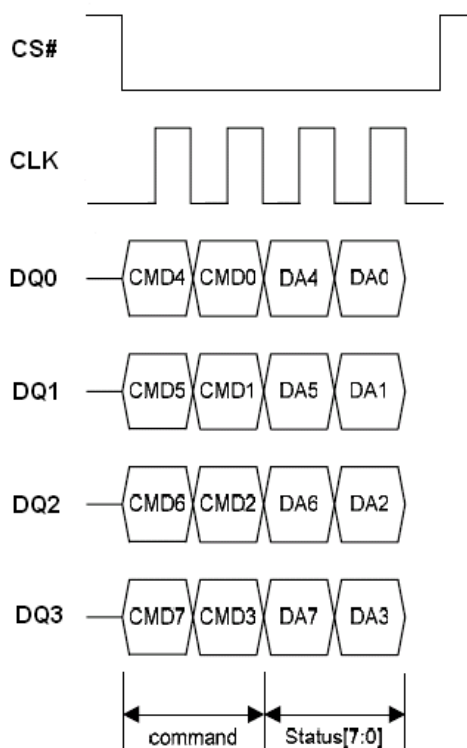 CS#
CLK
DQ0 CMD4 CMD0 DA4 DA0
DQ1 CMD5 CMD1 DA5 DA1
DQ2 CMD6 CMD2 DA6 DA2
DQ3 CMD7 CMD3 DA7 DA3
command Status[7:0]